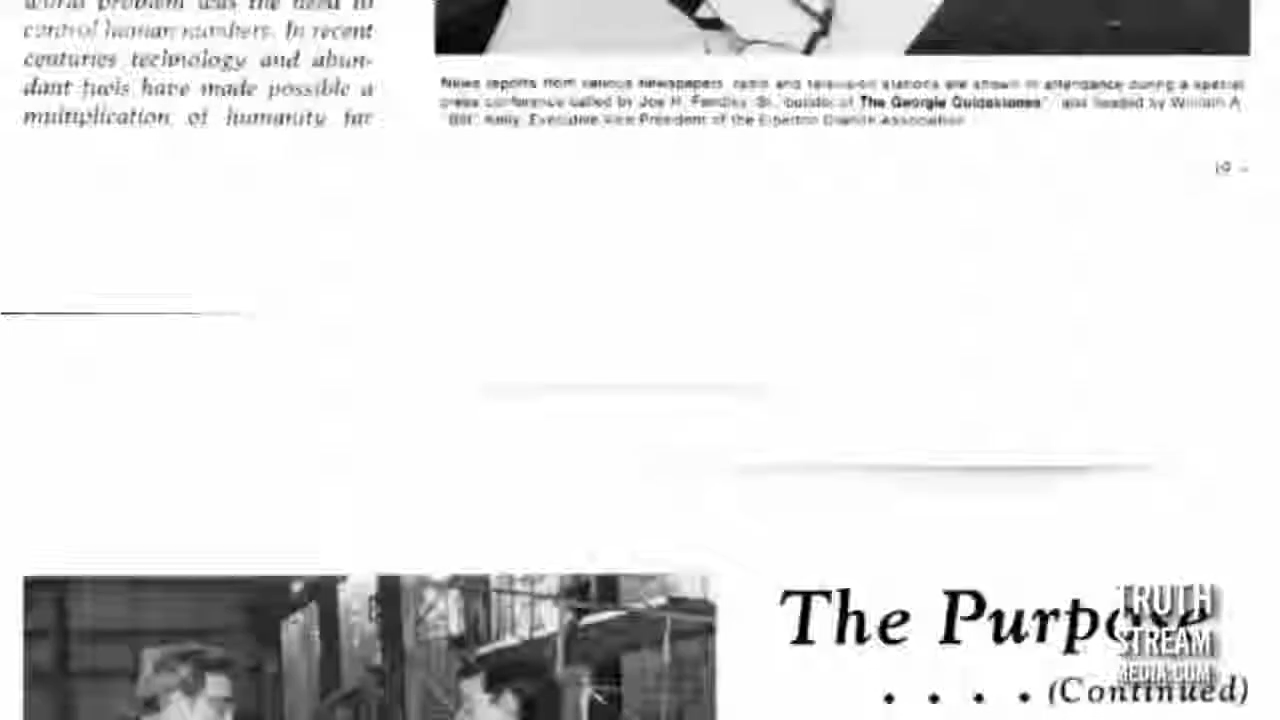 world problem was the need to
control human numbers. In recent
centuries technology and abun-
dant fuels have made possible a
multiplication of humanity far
News reports from various newspapers, radio and television stations are shown in attendance during a special
press conference called by Joe H. Fendley, Sr., builder of The Georgia Guidestones" and headed by William A.
"Bill" Kelly, Executive Vice President of the Elberton Granite Association
19
The Purpose
. . . . (Continued)
TRUTH
STREAM
MEDIA.COM